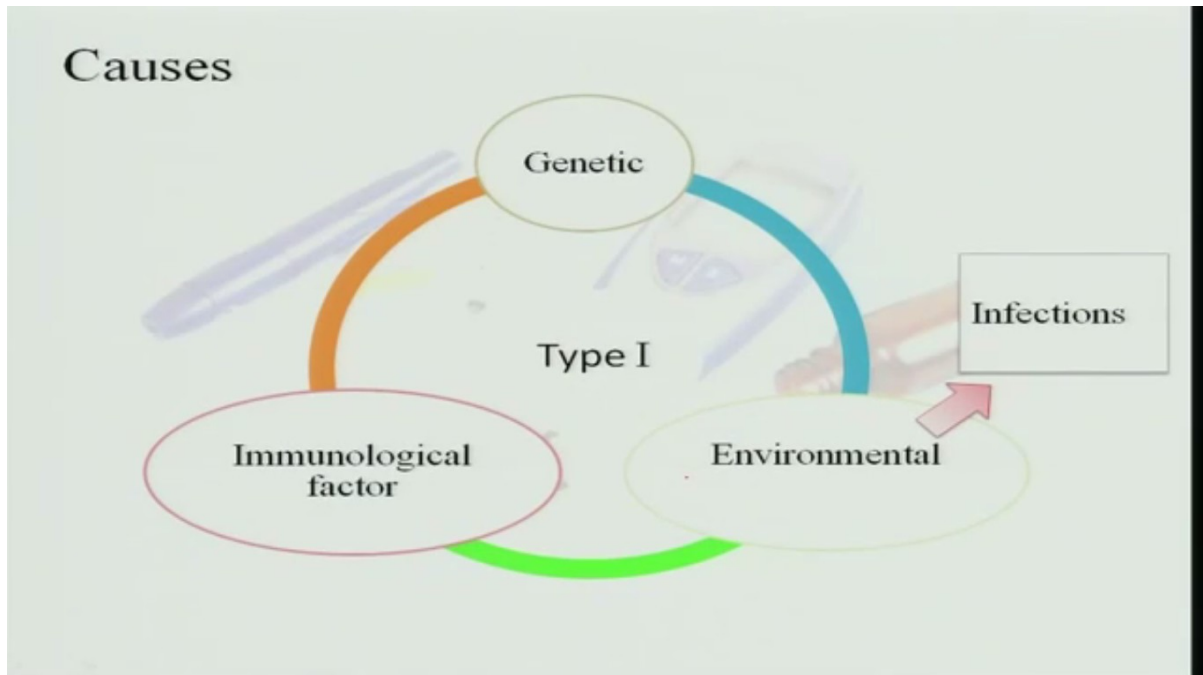 Causes
Genetic
Infections
Type I
Immunological
factor
Environmental